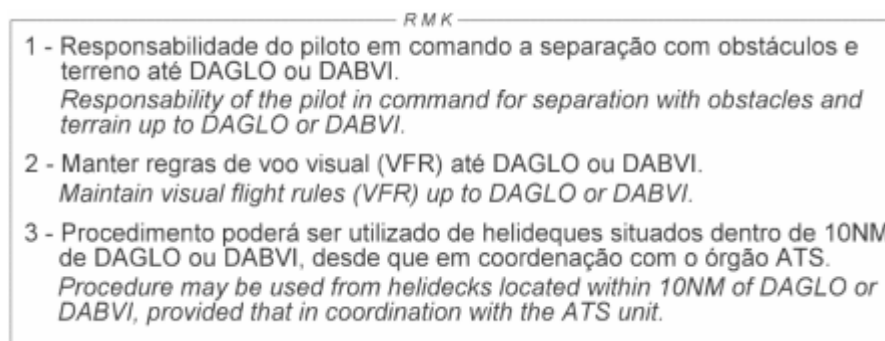 RMK
1 - Responsabilidade do piloto em comando a separação com obstáculos e
terreno até DAGLO ou DABVI.
Responsability of the pilot in command for separation with obstacles and
terrain up to DAGLO or DABVI.
2 - Manter regras de voo visual (VFR) até DAGLO ou DABVI.
Maintain visual flight rules (VFR) up to DAGLO or DABVI.
3 - Procedimento poderá ser utilizado de helideques situados dentro de 10NM
de DAGLO ou DABVI, desde que em coordenação com o órgão ATS.
Procedure may be used from helidecks located within 10NM of DAGLO or
DABVI, provided that in coordination with the ATS unit.